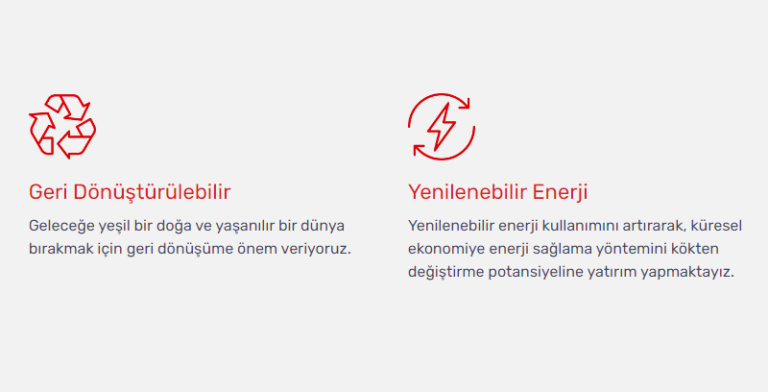 Geri Dönüştürülebilir
Geleceğe yeşil bir doğa ve yaşanılır bir dünya
bırakmak için geri dönüşüme önem veriyoruz.
Yenilenebilir Enerji
Yenilenebilir enerji kullanımını artırarak, küresel
ekonomiye enerji sağlama yöntemini kökten
değiştirme potansiyeline yatırım yapmaktayız.